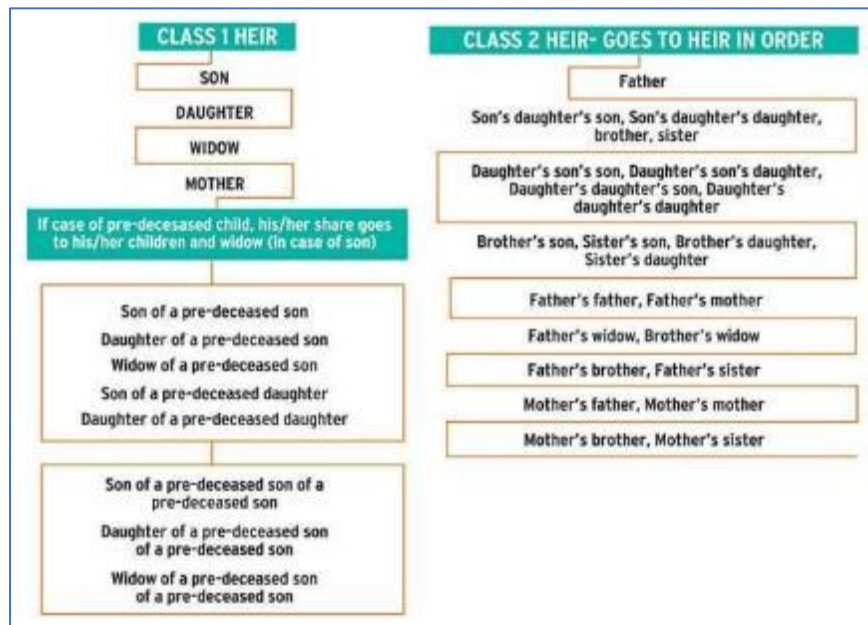 CLASS 1 HEIR
SON
DAUGHTER
WIDOW
MOTHER
If case of pre-decesased child, his/her share goes
to his/her children and widow (in case of son)
Son of a pre-deceased son
Daughter of a pre-deceased son
Widow of a pre-deceased son
Son of a pre-deceased daughter
Daughter of a pre-deceased daughter
Son of a pre-deceased son of a
pre-deceased son
Daughter of a pre-deceased son
of a pre-deceased son
Widow of a pre-deceased son
of a pre-deceased son
CLASS 2 HEIR- GOES TO HEIR IN ORDER
Father
Son's daughter's son, Son's daughter's daughter,
brother, sister
Daughter's son's son, Daughter's son's daughter,
Daughter's daughter's son, Daughter's
daughter's daughter
Brother's son, Sister's son, Brother's daughter,
Sister's daughter
Father's father, Father's mother
Father's widow, Brother's widow
Father's brother, Father's sister
Mother's father, Mother's mother
Mother's brother, Mother's sister